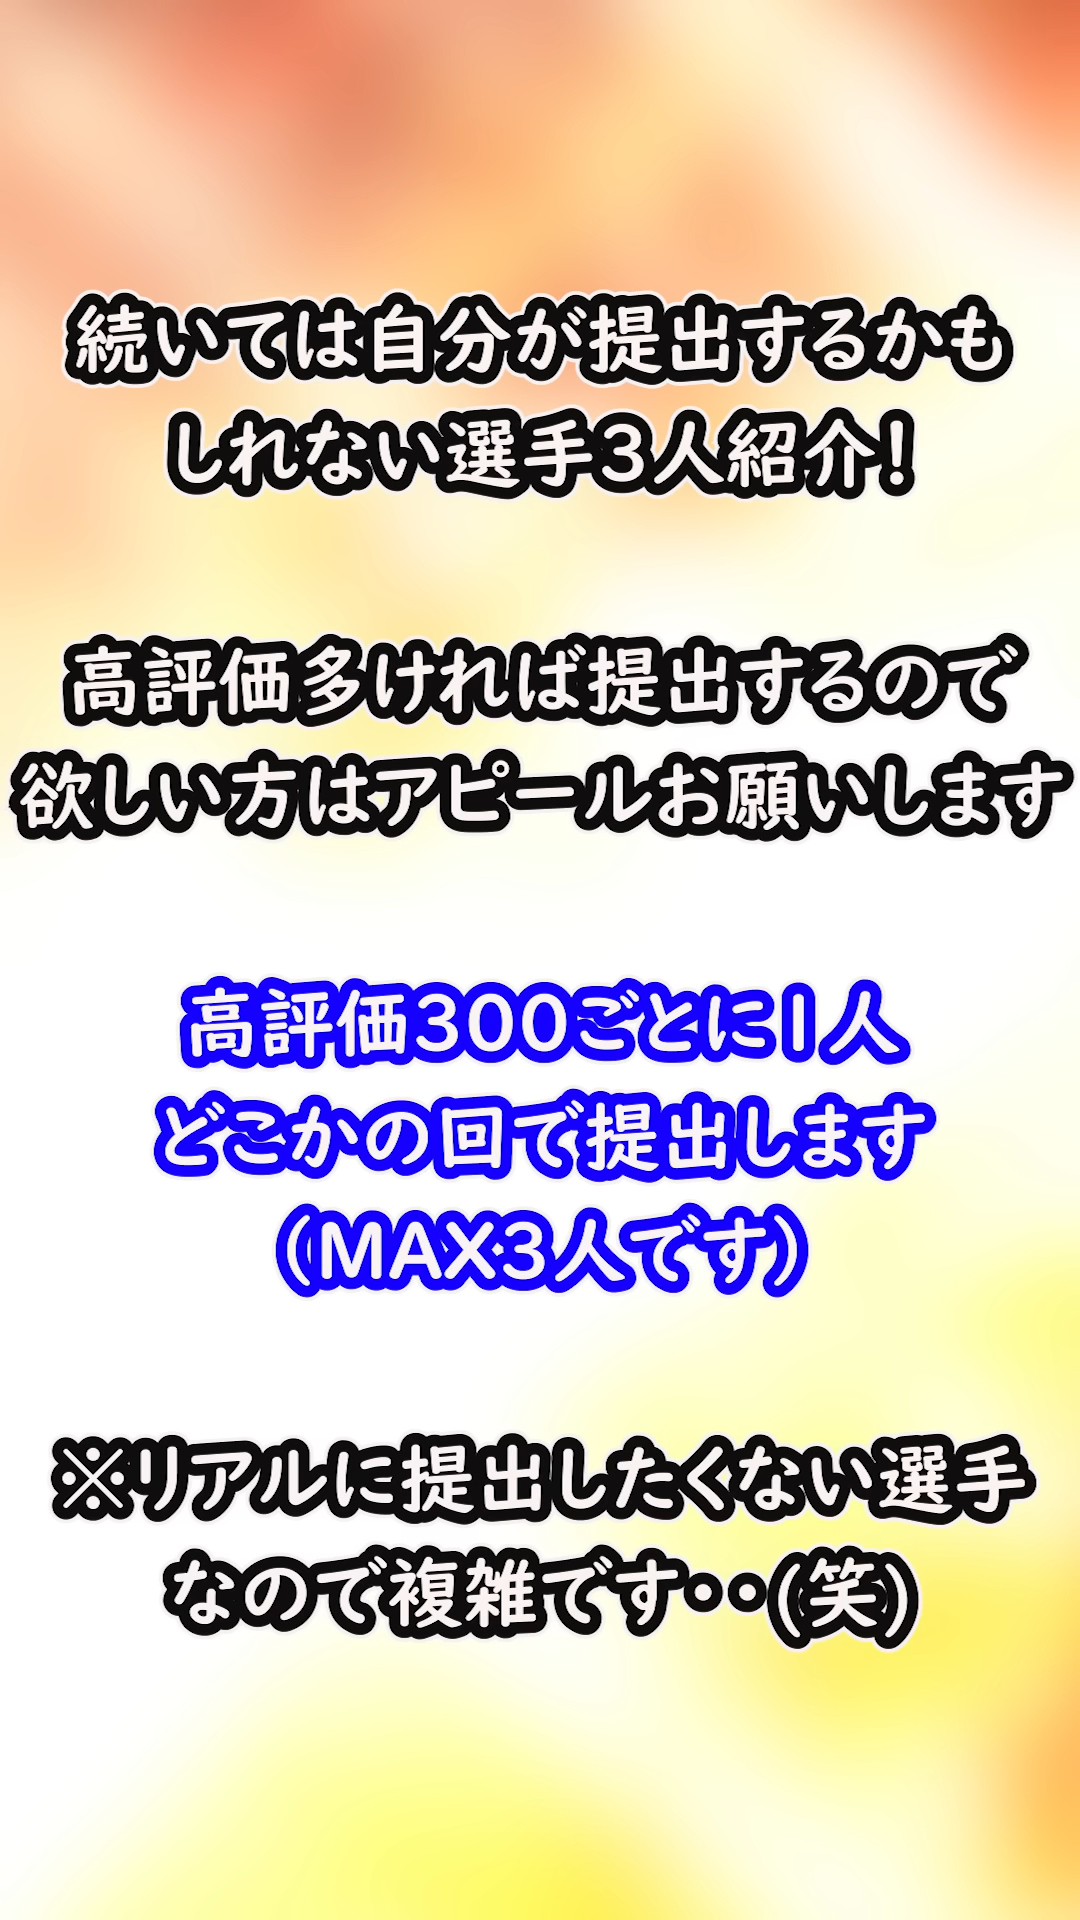 続いては自分が提出するかも
しれない選手3人紹介！
高評価多ければ提出するので
欲しい方はアピールお願いします
高評価300ごとに1人
どこかの回で提出します
（MAX3人です）
※リアルに提出したくない選手
なので複雑です・・(笑)